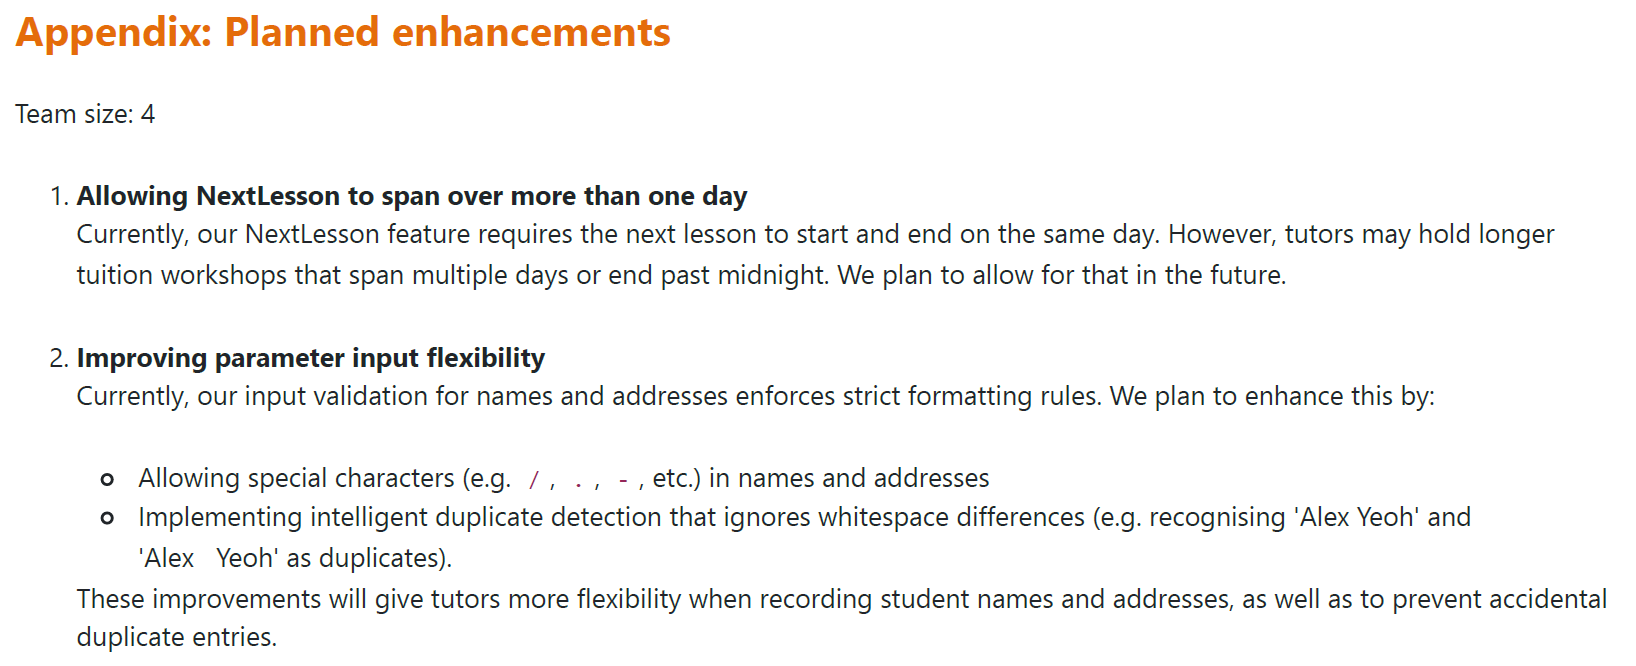 Appendix: Planned enhancements
Team size: 4
1. Allowing NextLesson to span over more than one day
Currently, our NextLesson feature requires the next lesson to start and end on the same day. However, tutors may hold longer
tuition workshops that span multiple days or end past midnight. We plan to allow for that in the future.
2. Improving parameter input flexibility
Currently, our input validation for names and addresses enforces strict formatting rules. We plan to enhance this by:
Allowing special characters (e.g. / , . , - , etc.) in names and addresses
Implementing intelligent duplicate detection that ignores whitespace differences (e.g. recognising 'Alex Yeoh' and
'Alex   Yeoh' as duplicates).
These improvements will give tutors more flexibility when recording student names and addresses, as well as to prevent accidental
duplicate entries.